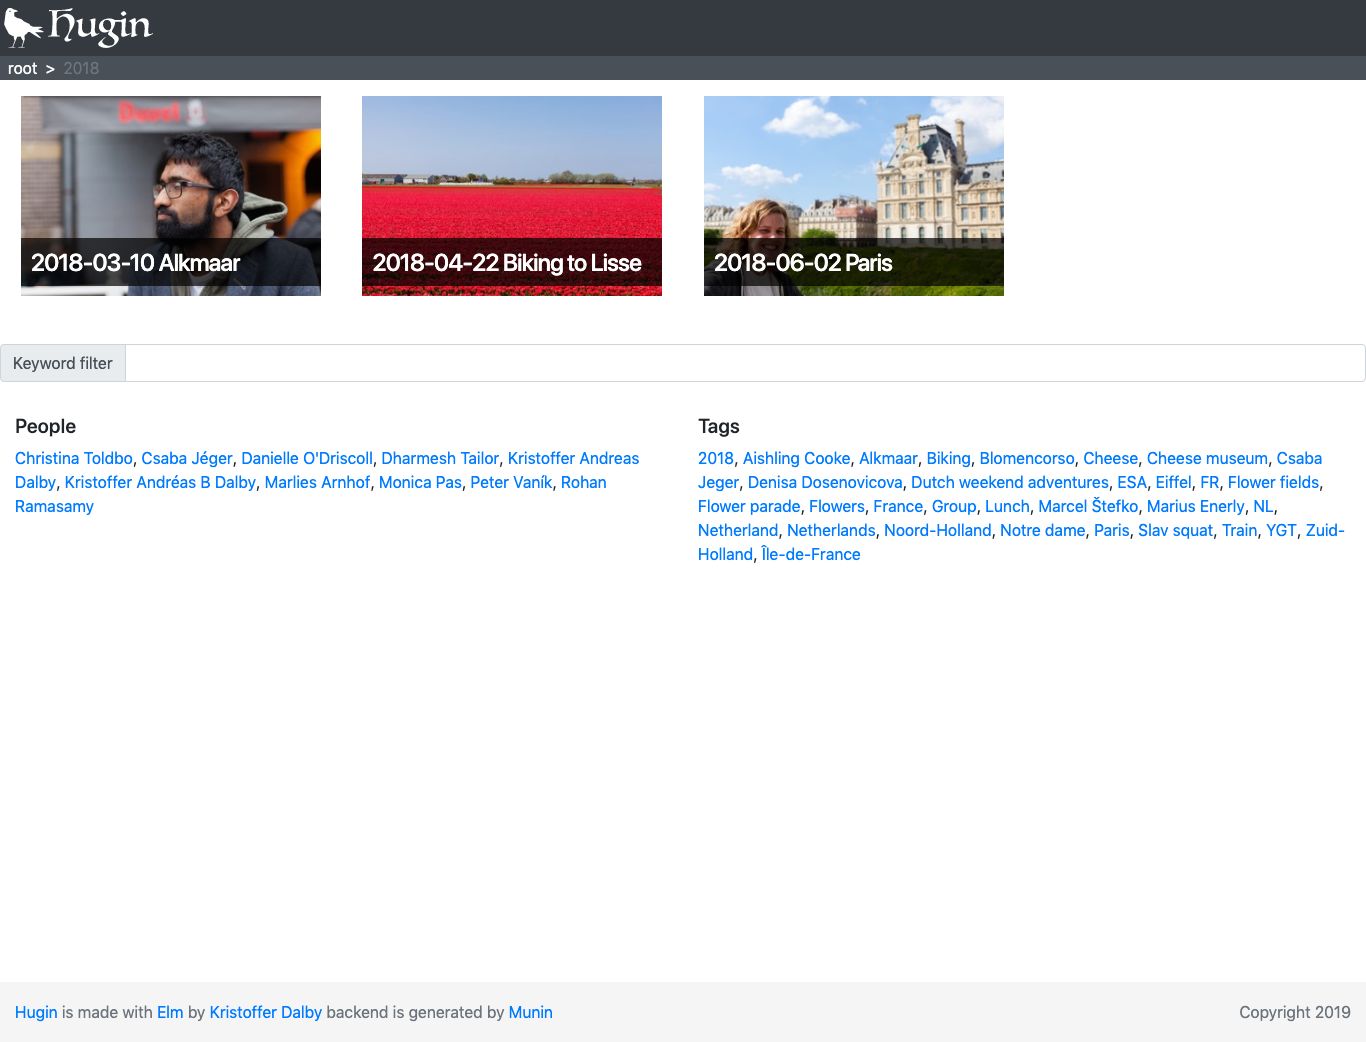 Hugin
root > 2018
Duvel
2018-03-10 Alkmaar
2018-04-22 Biking to Lisse
2018-06-02 Paris
Keyword filter
People
Christina Toldbo, Csaba Jéger, Danielle O'Driscoll, Dharmesh Tailor, Kristoffer Andreas
Dalby, Kristoffer Andréas B Dalby, Marlies Arnhof, Monica Pas, Peter Vaník, Rohan
Ramasamy
Tags
2018, Aishling Cooke, Alkmaar, Biking, Blomencorso, Cheese, Cheese museum, Csaba
Jeger, Denisa Dosenovicova, Dutch weekend adventures, ESA, Eiffel, FR, Flower fields,
Flower parade, Flowers, France, Group, Lunch, Marcel Štefko, Marius Enerly, NL,
Netherland, Netherlands, Noord-Holland, Notre dame, Paris, Slav squat, Train, YGT, Zuid-
Holland, Île-de-France
Hugin is made with Elm by Kristoffer Dalby backend is generated by Munin
Copyright 2019